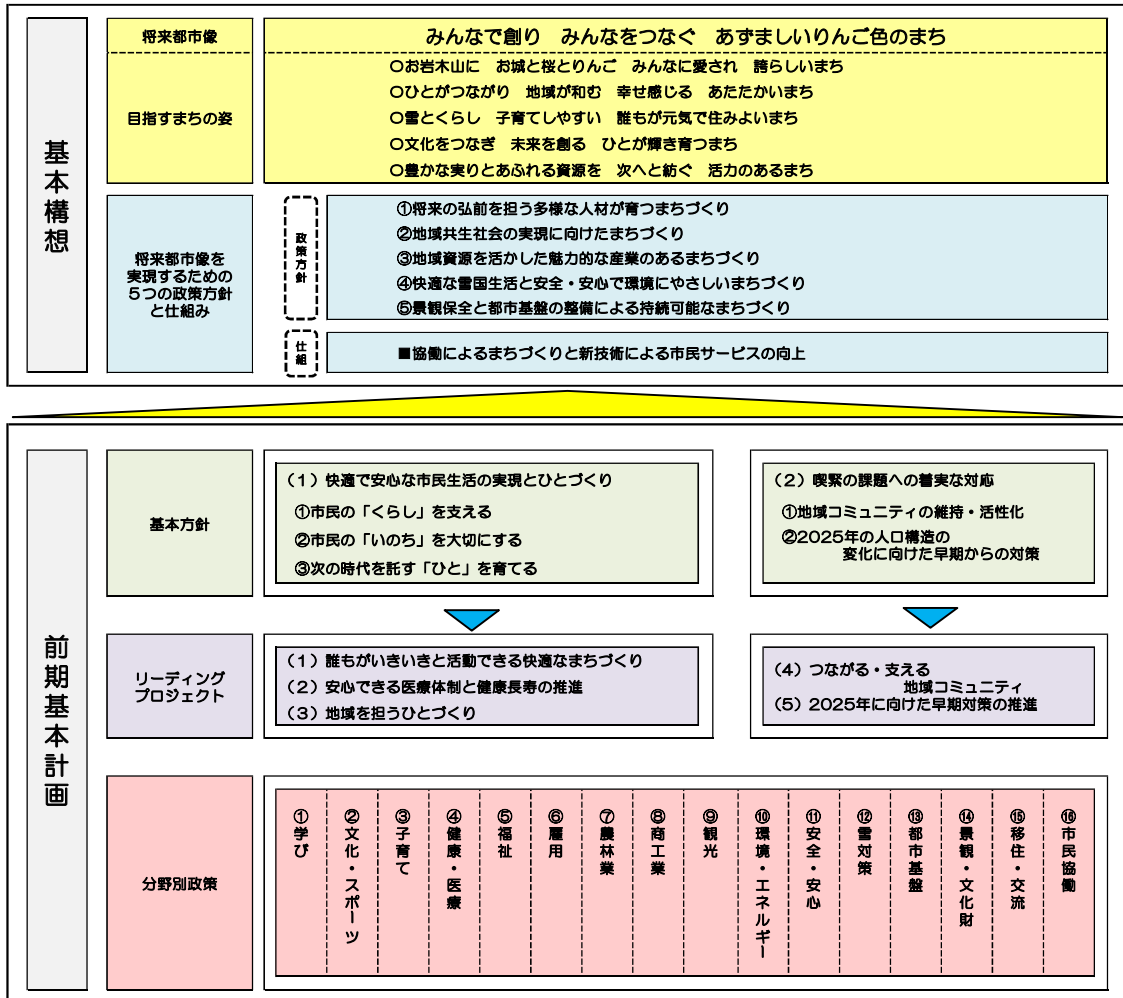 基本構想
将来都市像
みんなで創り　みんなをつなぐ　あずましいりんご色のまち
目指すまちの姿
〇お岩木山に　お城と桜とりんご　みんなに愛され　誇らしいまち
〇ひとがつながり　地域が和む　幸せ感じる　あたたかいまち
〇雪とくらし　子育てしやすい　誰もが元気で住みよいまち
〇文化をつなぎ　未来を創る　ひとが輝き育つまち
〇豊かな実りとあふれる資源を　次へと紡ぐ　活力のあるまち
将来都市像を
実現するための
５つの政策方針
と仕組み
政策方針
①将来の弘前を担う多様な人材が育つまちづくり
②地域共生社会の実現に向けたまちづくり
③地域資源を活かした魅力的な産業のあるまちづくり
④快適な雪国生活と安全・安心で環境にやさしいまちづくり
⑤景観保全と都市基盤の整備による持続可能なまちづくり
仕組
■協働によるまちづくりと新技術による市民サービスの向上
前期基本計画
基本方針
（１）快適で安心な市民生活の実現とひとづくり
①市民の「くらし」を支える
②市民の「いのち」を大切にする
③次の時代を託す「ひと」を育てる
（２）喫緊の課題への着実な対応
①地域コミュニティの維持・活性化
②2025年の人口構造の
変化に向けた早期からの対策
リーディング
プロジェクト
（１）誰もがいきいきと活動できる快適なまちづくり
（２）安心できる医療体制と健康長寿の推進
（３）地域を担うひとづくり
（４）つながる・支える
地域コミュニティ
（５）2025年に向けた早期対策の推進
分野別政策
①学び
②文化・スポーツ
③子育て
④健康・医療
⑤福祉
⑥雇用
⑦農林業
⑧商工業
⑨観光
⑩環境・エネルギー
⑪安全・安心
⑫雪対策
⑬都市基盤
⑭景観・文化財
⑮移住・交流
⑯市民協働